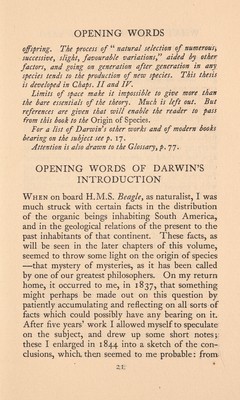 OPENING WORDS
offspring. The process of " natural selection of numerous,
successive, slight, favourable variations," aided by other
factors, and going on generation after generation in any
species tends to the production of new species. This thesis
is developed in Chaps. II and IV.
Limits of space make it impossible to give more than
the bare essentials of the theory. Much is left out. But
references are given that will enable the reader to pass
from this book to the Origin of Species.
For a list of Darwin's other works and of modern books
bearing on the subject see p. 17.
Attention is also drawn to the Glossary, p. 77.
OPENING WORDS OF DARWIN'S
INTRODUCTION
WHEN on board H.M.S. Beagle, as naturalist, I was
much struck with certain facts in the distribution
of the organic beings inhabiting South America,
and in the geological relations of the present to the
past inhabitants of that continent. These facts, as
will be seen in the later chapters of this volume,
seemed to throw some light on the origin of species
—that mystery of mysteries, as it has been called
by one of our greatest philosophers. On my return
home, it occurred to me, in 1837, that something
might perhaps be made out on this question by
patiently accumulating and reflecting on all sorts of
facts which could possibly have any bearing on it.
After five years' work I allowed myself to speculate
on the subject, and drew up some short notes;
these I enlarged in 1844 into a sketch of the con-
clusions, which then seemed to me probable: from
21